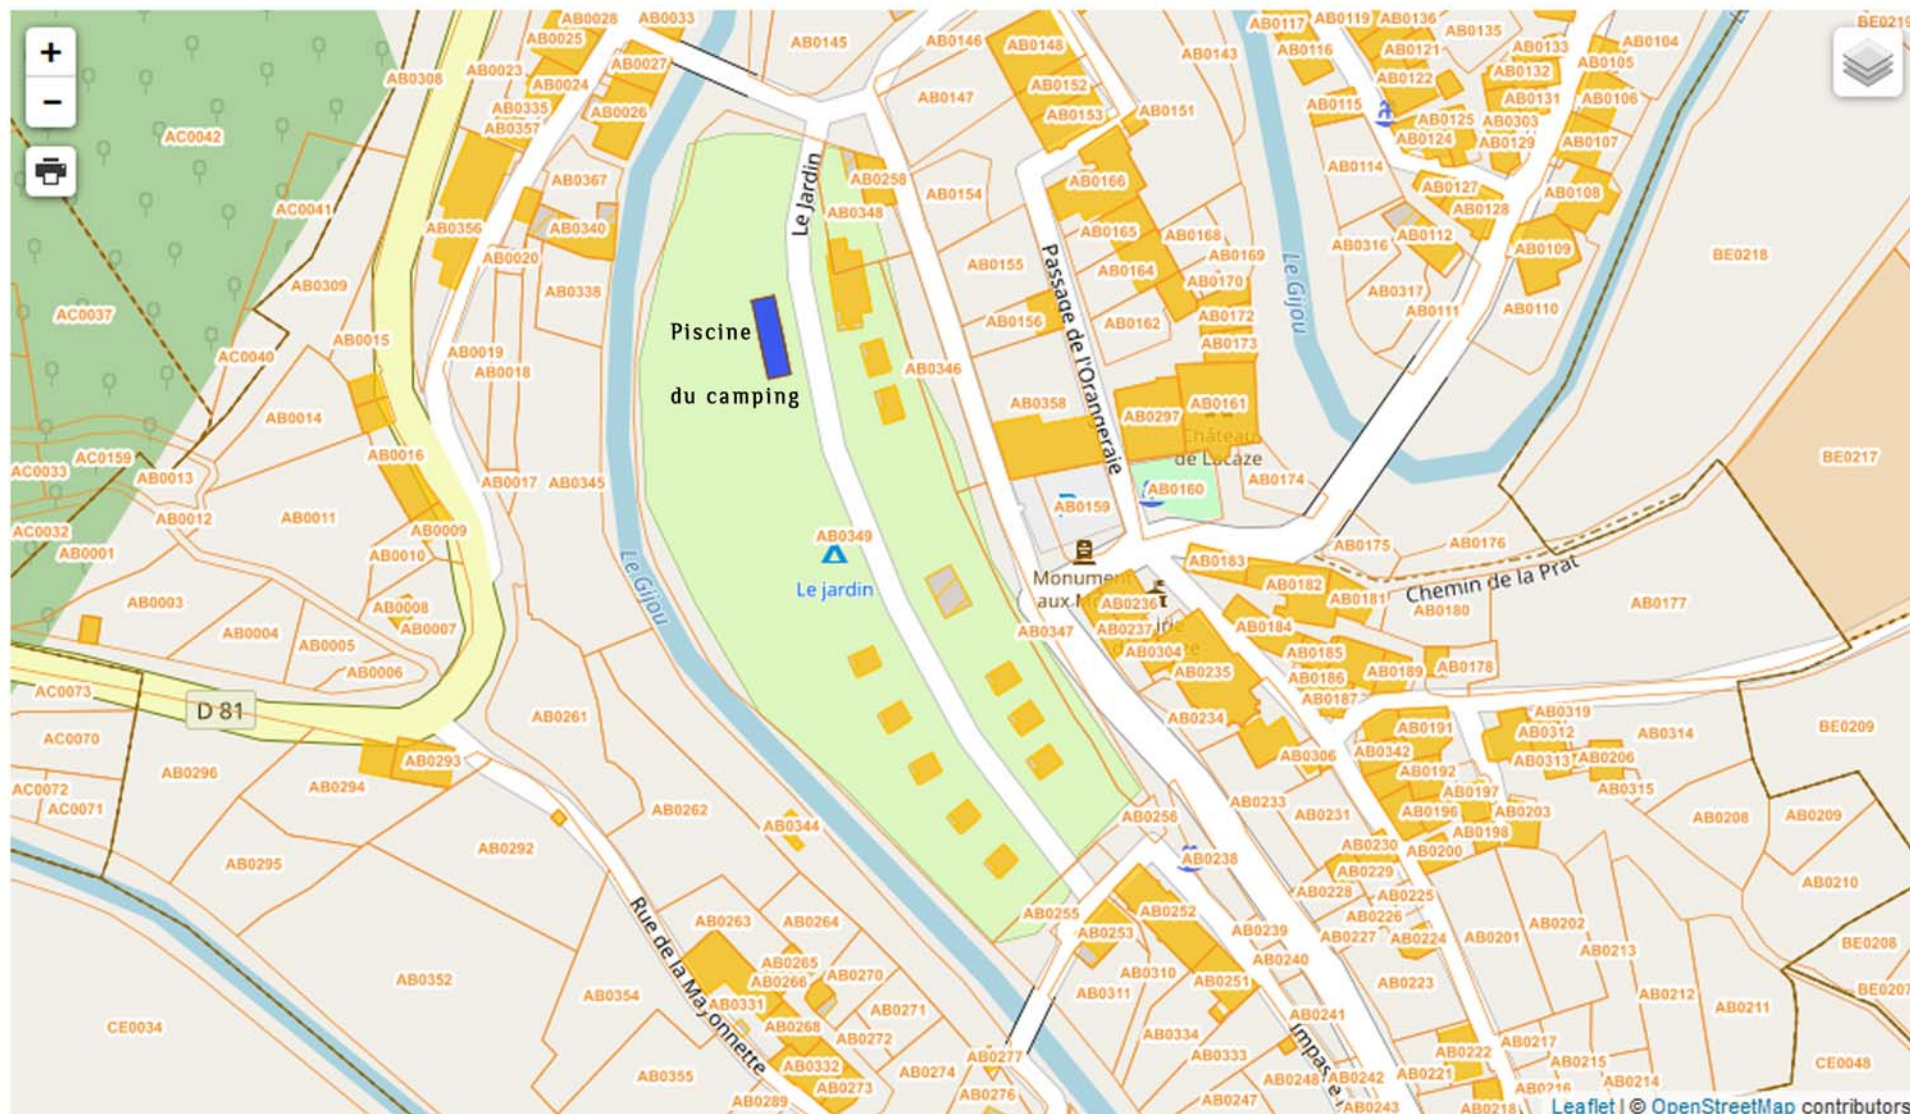 AB0028
AB0033
AB0025
AB0145
AB0146
AB0148
AB0143
AB0117
AB0119
AB0136
AB0135
AB0133
AB0104
BE0219
+
AB0116
AB0121
AB0105
AB0308
AB0023
AB0024
AB0027
AB0147
AB0152
AB0122
AB0132
AB0106
−
AB0335
AB0357
AB0026
AB0153
AB0151
AB0115
AB0125
AB0131
AB0303
AC0042
AB0124
AB0129
AB0107
Le Jardin
AB0367
AB0258
AB0154
AB0166
AB0114
AB0127
AB0108
AC0041
AB0348
AB0128
AB0356
AB0340
AB0165
AB0168
AB0112
AB0020
AB0155
AB0164
AB0169
AB0316
AB0109
BE0218
AB0309
AB0338
Passage de l'Orangeraie
AB0170
Le Gijou
AB0317
AC0037
AB0156
AB0162
AB0172
AB0111
AB0110
AB0015
Piscine
AB0173
AC0040
AB0019
AB0018
AB0346
du camping
AB0358
AB0297
AB0161
AB0014
Château
de Lacaze
AC0159
AB0016
BE0217
AC0033
AB0013
AB0017
AB0345
AB0174
AB0160
AB0159
AB0012
AB0011
AC0032
AB0009
AB0349
AB0001
AB0010
AB0175
AB0176
AB0183
Le Gijou
Le jardin
Monument
AB0182
Chemin de la Prat
AB0003
AB0008
AB0236
AB0181
AB0180
AB0177
AB0007
AB0004
AB0347
AB0237
AB0184
AB0005
AB0304
AB0185
AB0006
AB0235
AB0189
AB0178
AC0073
AB0186
AB0187
D 81
AB0261
AB0234
AB0319
AC0070
AB0191
AB0312
AB0314
BE0209
AB0293
AB0306
AB0342
AB0313
AB0206
AB0296
AB0192
AC0072
AB0294
AB0197
AB0315
AC0071
AB0262
AB0233
AB0196
AB0203
AB0344
AB0256
AB0231
AB0208
AB0209
AB0198
AB0292
AB0230
AB0200
AB0295
AB0238
AB0229
AB0210
AB0228
AB0225
AB0255
AB0252
AB0226
AB0202
AB0263
AB0264
AB0253
AB0239
AB0227
AB0224
AB0201
AB0213
BE0208
Rue de la Mayonnette
AB0265
AB0240
AB0352
AB0266
AB0270
AB0310
AB0251
AB0223
BE0207
AB0354
AB0311
AB0212
AB0331
AB0271
AB0241
AB0211
CE0034
AB0268
AB0272
AB0334
AB0277
AB0333
AB0222
AB0217
AB0215
CE0048
AB0332
AB0274
AB0355
AB0248
AB0242
AB0221
AB0214
AB0273
AB0276
AB0216
AB0289
AB0247
AB0243
AB0218
Impasse
Leaflet | © OpenStreetMap contributors